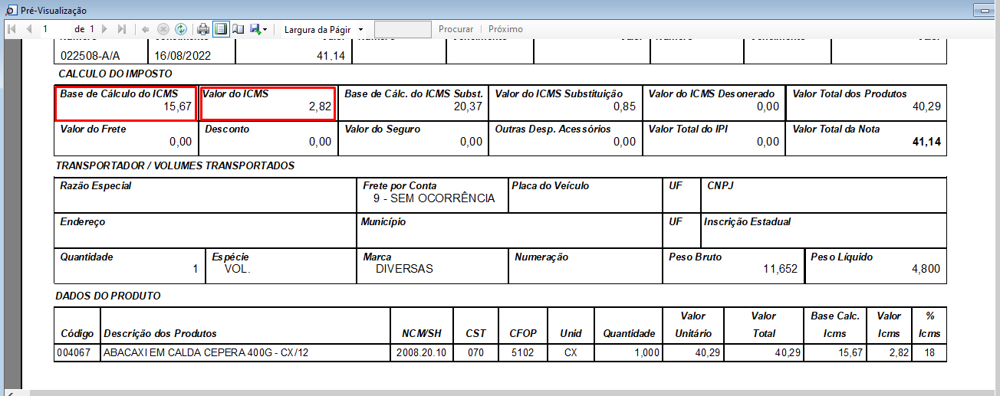 Pré-Visualização
1 de 1 Largura da Págir Procurar Próximo
022508-A/A 16/08/2022 41,14
CALCULO DO IMPOSTO
Base de Cálculo do ICMS Valor do ICMS Base de Cálc. do ICMS Subst. Valor do ICMS Substituição Valor do ICMS Desonerado Valor Total dos Produtos
15,67 2,82 20,37 0,85 0,00 40,29
Valor do Frete Desconto Valor do Seguro Outras Desp. Acessórios Valor Total do IPI Valor Total da Nota
0,00 0,00 0,00 0,00 0,00 41,14
TRANSPORTADOR / VOLUMES TRANSPORTADOS
Razão Especial Frete por Conta Placa do Veículo UF CNPJ
9 - SEM OCORRÊNCIA
Endereço Município UF Inscrição Estadual
Quantidade Espécie Marca Numeração Peso Bruto Peso Líquido
1 VOL. DIVERSAS 11,652 4,800
DADOS DO PRODUTO
Valor Valor Base Calc. Valor %
Código Descrição dos Produtos NCM/SH CST CFOP Unid Quantidade Unitário Total Icms Icms Icms
004067 ABACAXI EM CALDA CEPERA 400G - CX/12 2008.20.10 070 5102 CX 1,000 40,29 40,29 15,67 2,82 18